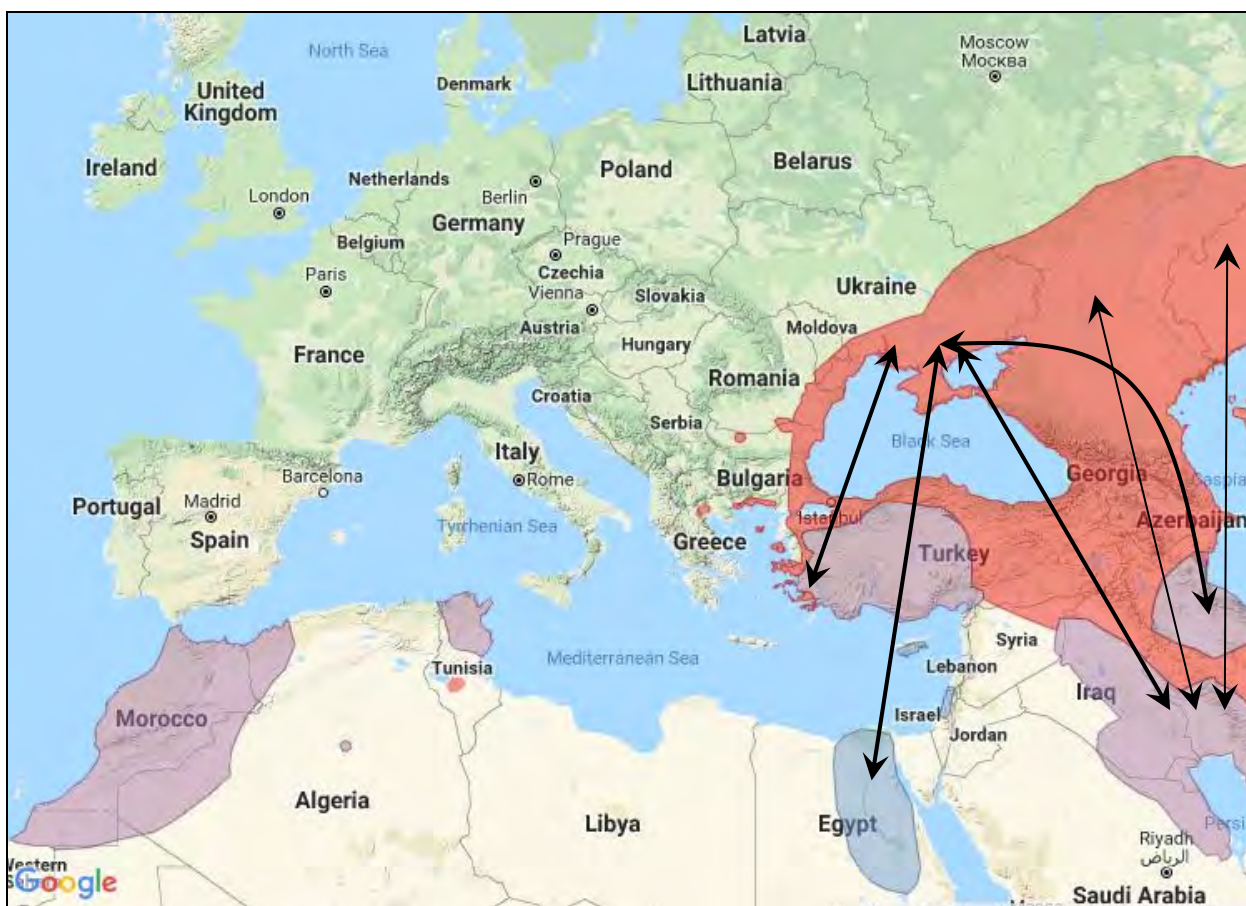 North Sea
Denmark
Latvia
Lithuania
Moscow
Москва
United
Kingdom
Ireland
Netherlands
Berlin
Poland
Belarus
London
Germany
Belgium
Prague
Czechia
Paris
Vienna
Slovakia
Ukraine
Austria
Moldova
France
Hungary
Romania
Croatia
Serbia
Black Sea
Georgia
Caspia
Italy
Barcelona
Rome
Bulgaria
Portugal
Madrid
Spain
Tyrrhenian Sea
Istanbul
Azerbaijan
Greece
Turkey
Mediterranean Sea
Syria
Lebanon
Tunisia
Iraq
Israel
Jordan
Morocco
Algeria
Libya
Egypt
Persi
Riyadh
الرياض
Western
Google
Saudi Arabia